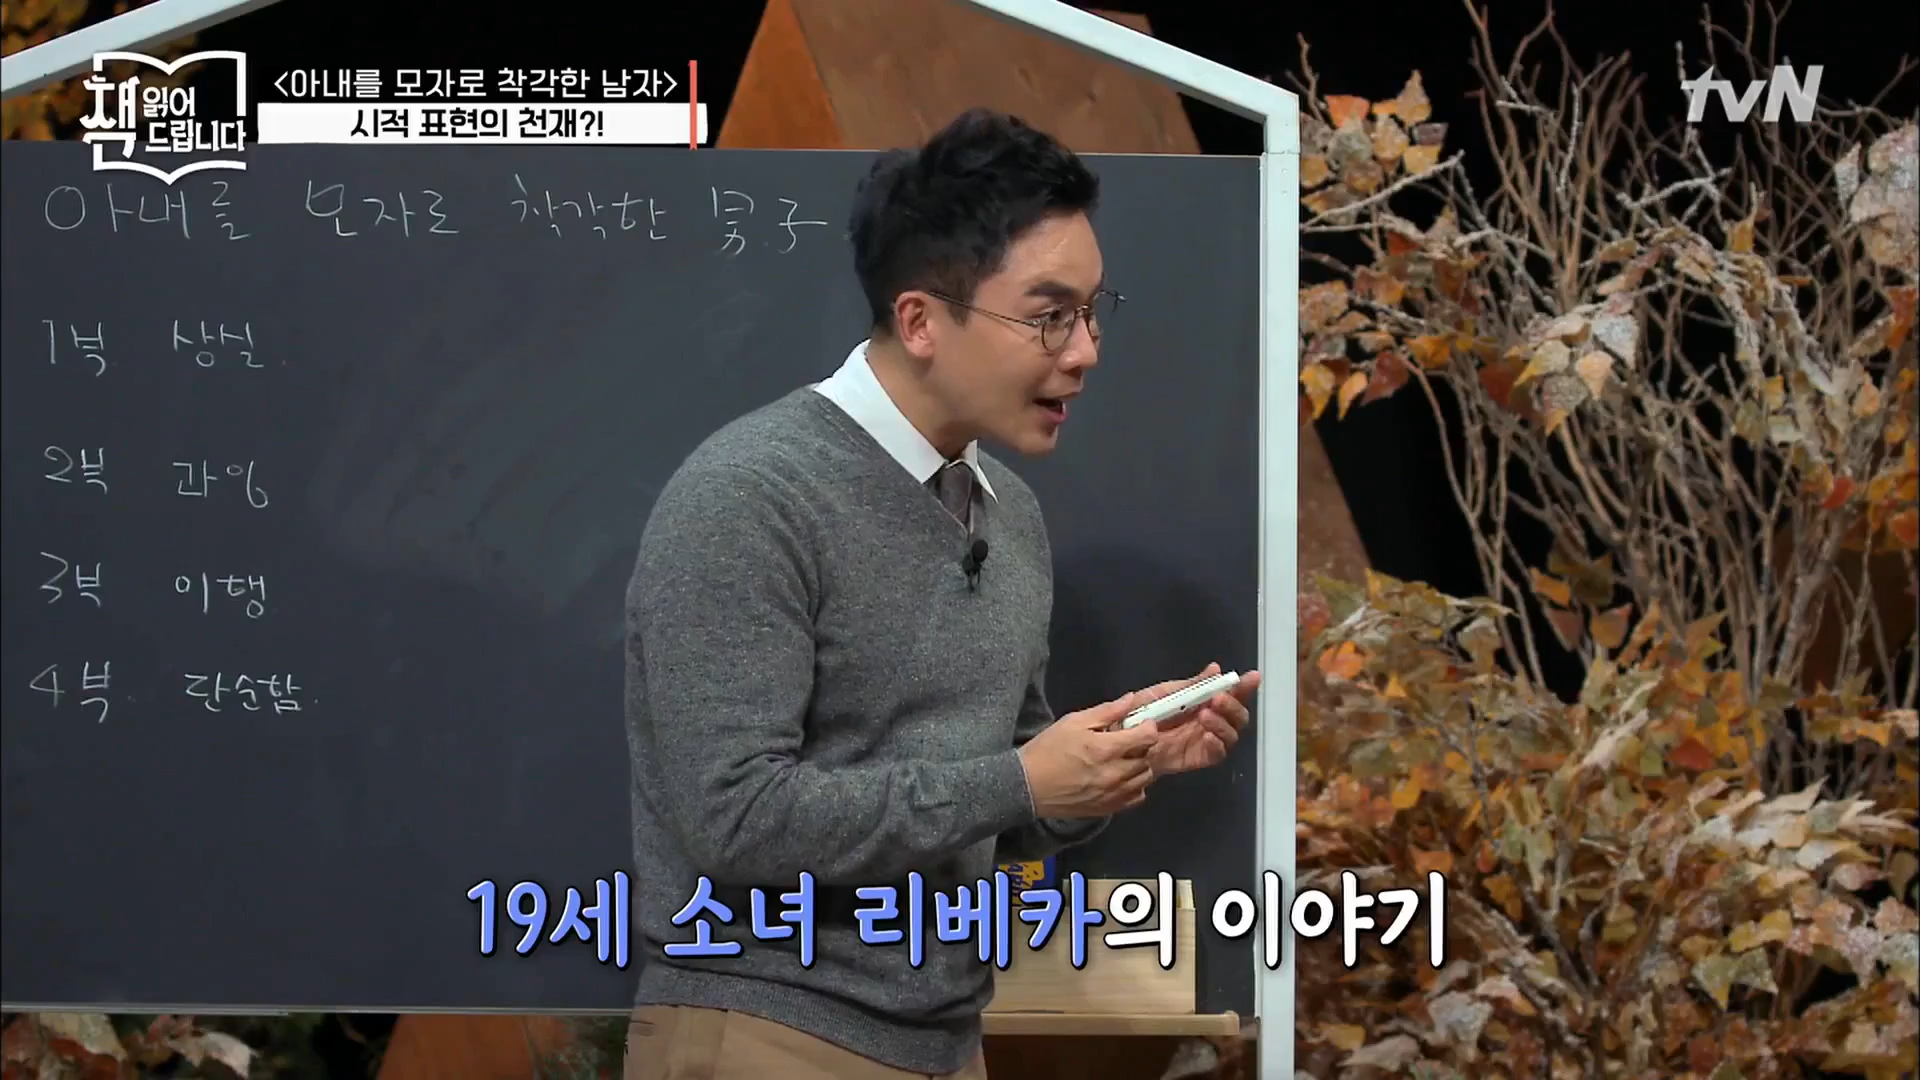 책 읽어
드립니다
<아내를 모자로 착각한 남자>
시적 표현의 천재?!
tvN
아내를 모자로 착각한 男子
1부. 상실.
2부 과잉
3부 이행
4부. 단순함.
19세 소녀 리베카의 이야기